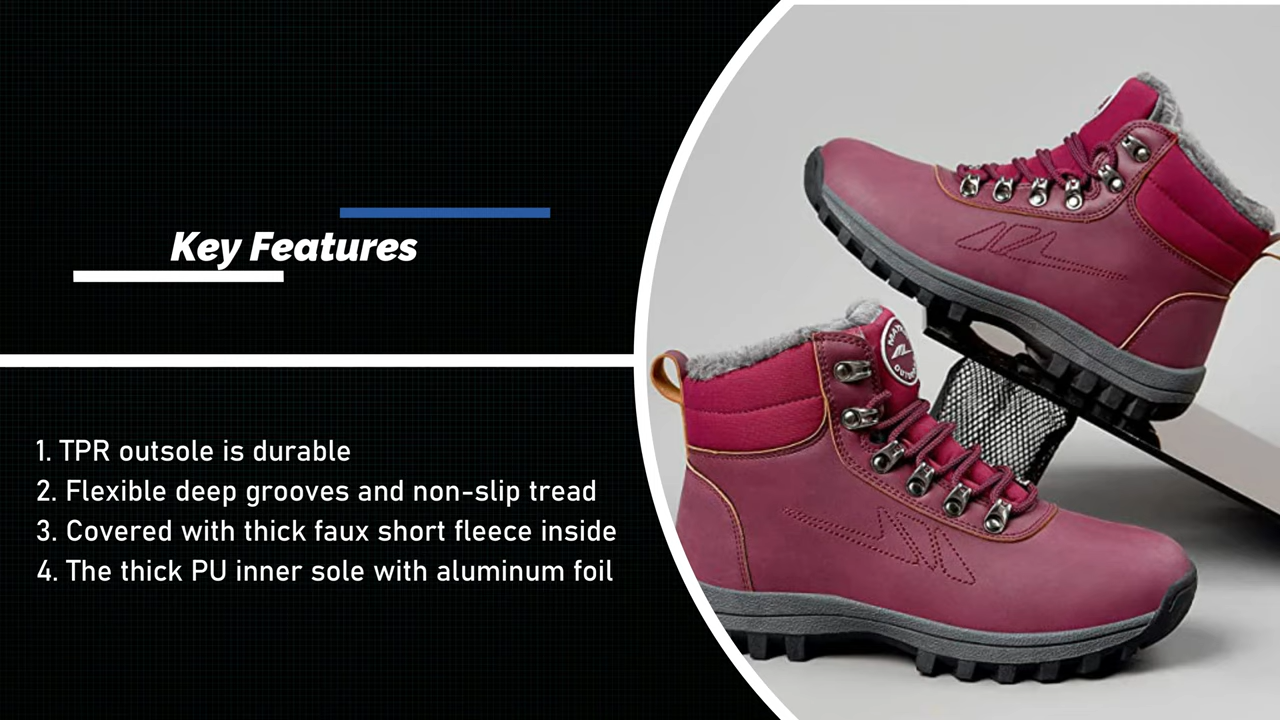 Key Features
1. TPR outsole is durable
2. Flexible deep grooves and non-slip tread
3. Covered with thick faux short fleece inside
4. The thick PU inner sole with aluminum foil